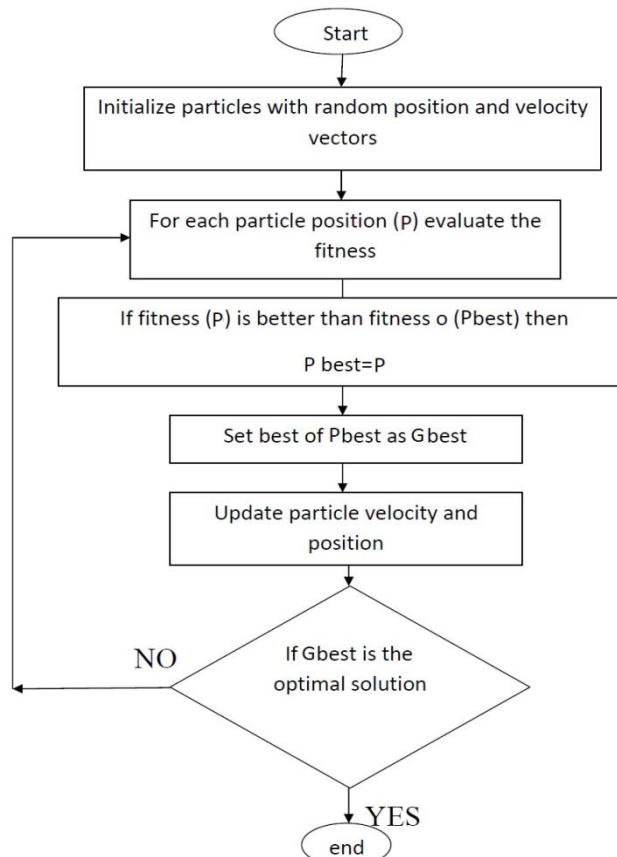 Start
Initialize particles with random position and velocity
vectors
For each particle position (P) evaluate the
fitness
If fitness (P) is better than fitness o (Pbest) then
P best=P
Set best of Pbest as Gbest
Update particle velocity and
position
NO
If Gbest is the
optimal solution
YES
end